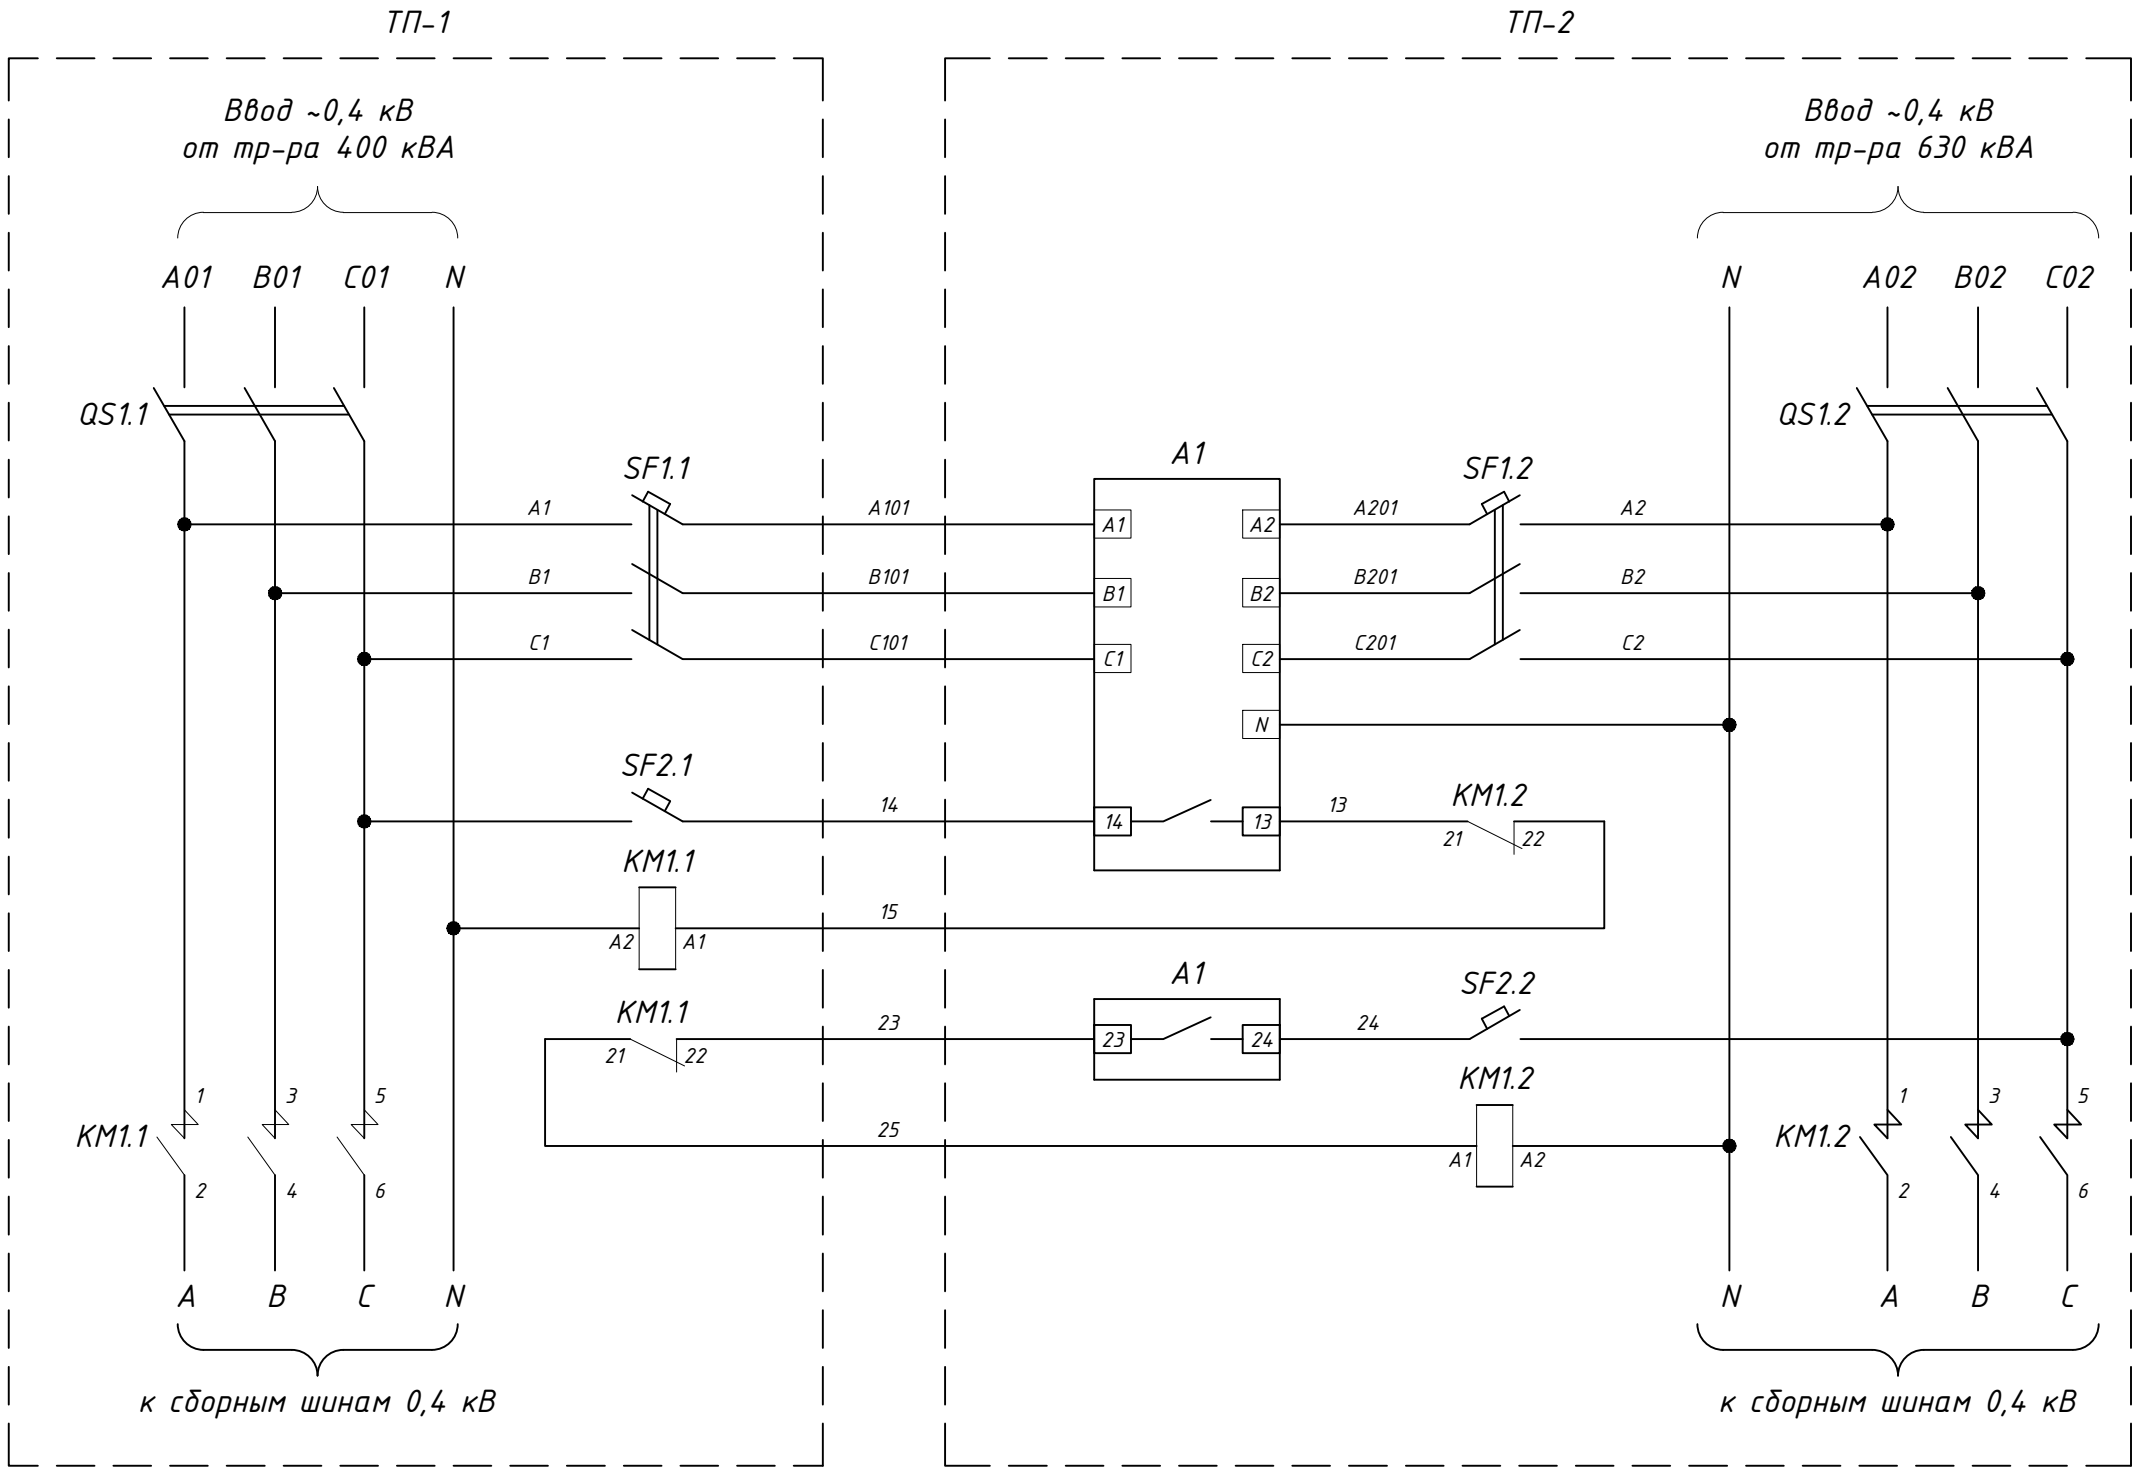 ТП-1
ТП-2
Ввод ~0,4 кВ
от тр-ра 400 кВА
Ввод ~0,4 кВ
от тр-ра 630 кВА
A01 B01 C01 N
N A02 B02 C02
QS1.1
QS1.2
SF1.1
A1
SF1.2
A1 A101 A1 A2 A201 A2
B1 B101 B1 B2 B201 B2
C1 C101 C1 C2 C201 C2
N
SF2.1
14 14 13 13
KM1.2
21 22
KM1.1
A2 A1
15
A1
SF2.2
KM1.1
21 22
23 23 24 24
KM1.2
A1 A2
25
KM1.1
1 3 5
2 4 6
KM1.2
1 3 5
2 4 6
A B C N
N A B C
к сборным шинам 0,4 кВ
к сборным шинам 0,4 кВ